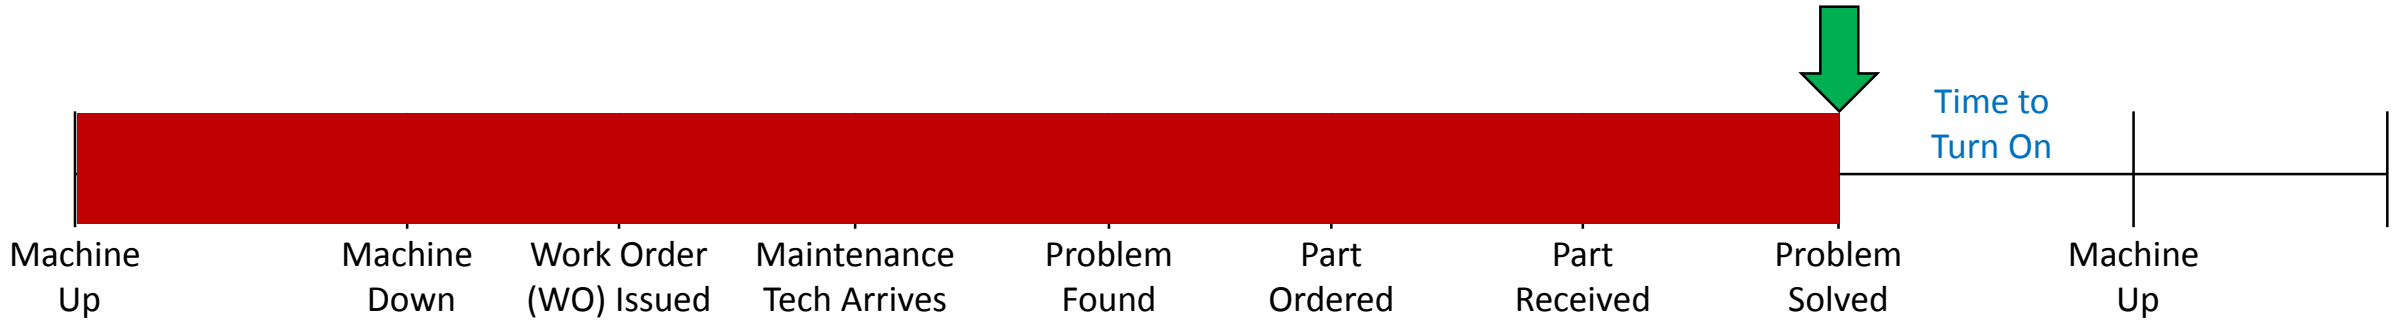 Time to
Turn On
Machine
Up
Machine
Down
Work Order
(WO) Issued
Maintenance
Tech Arrives
Problem
Found
Part
Ordered
Part
Received
Problem
Solved
Machine
Up